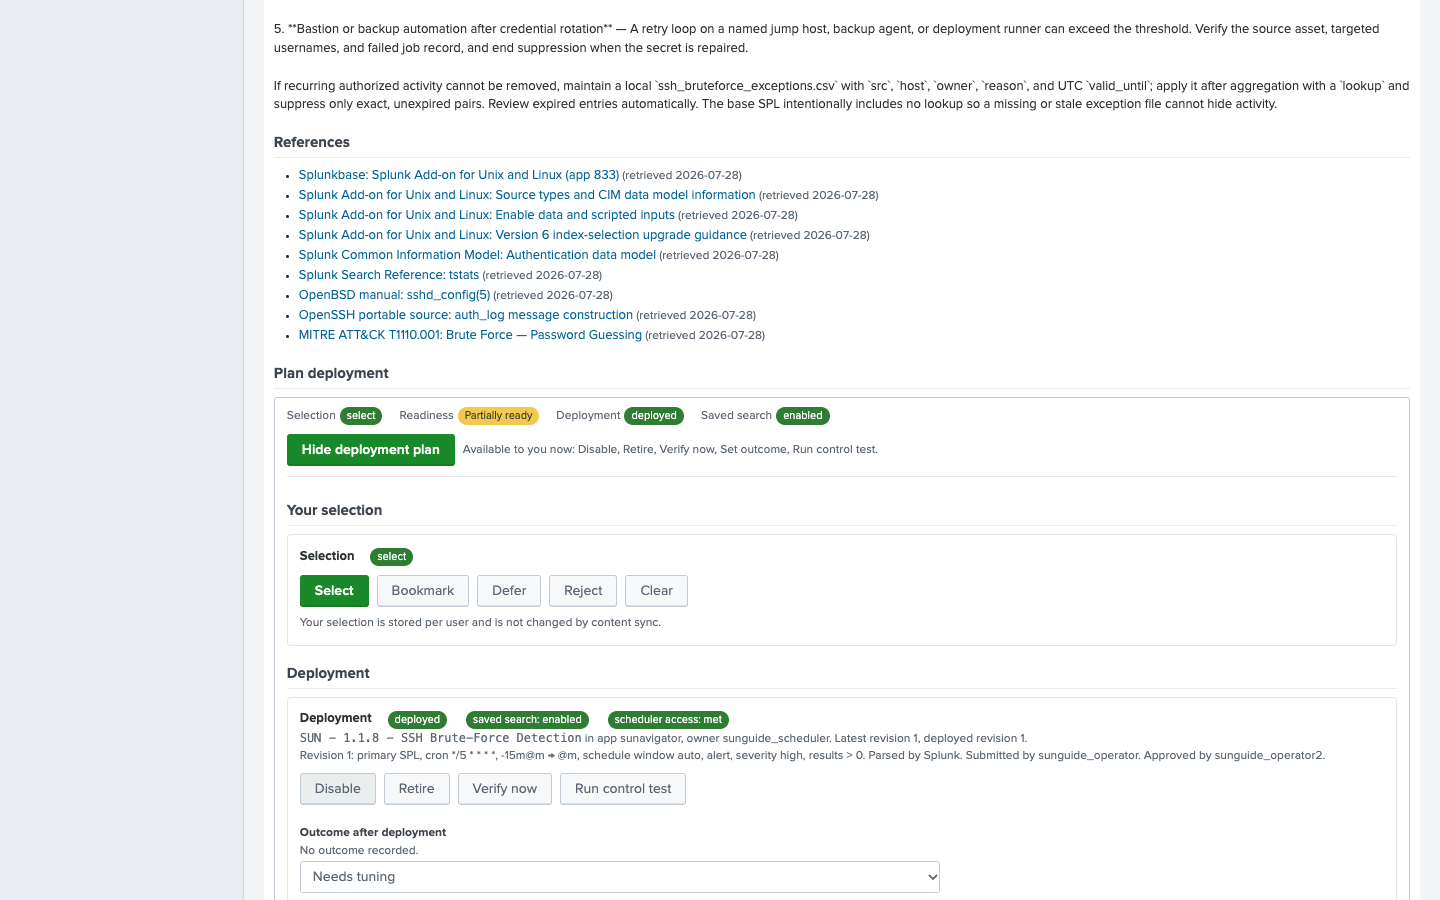 5. **Bastion or backup automation after credential rotation** — A retry loop on a named jump host, backup agent, or deployment runner can exceed the threshold. Verify the source asset, targeted
usernames, and failed job record, and end suppression when the secret is repaired.
If recurring authorized activity cannot be removed, maintain a local `ssh_bruteforce_exceptions.csv` with `src`, `host`, `owner`, `reason`, and UTC `valid_until`; apply it after aggregation with a `lookup` and
suppress only exact, unexpired pairs. Review expired entries automatically. The base SPL intentionally includes no lookup so a missing or stale exception file cannot hide activity.
References
• Splunkbase: Splunk Add-on for Unix and Linux (app 833) (retrieved 2026-07-28)
• Splunk Add-on for Unix and Linux: Source types and CIM data model information (retrieved 2026-07-28)
• Splunk Add-on for Unix and Linux: Enable data and scripted inputs (retrieved 2026-07-28)
• Splunk Add-on for Unix and Linux: Version 6 index-selection upgrade guidance (retrieved 2026-07-28)
• Splunk Common Information Model: Authentication data model (retrieved 2026-07-28)
• Splunk Search Reference: tstats (retrieved 2026-07-28)
• OpenBSD manual: sshd_config(5) (retrieved 2026-07-28)
• OpenSSH portable source: auth_log message construction (retrieved 2026-07-28)
• MITRE ATT&CK T1110.001: Brute Force — Password Guessing (retrieved 2026-07-28)
Plan deployment
Selection select Readiness Partially ready Deployment deployed Saved search enabled
Hide deployment plan Available to you now: Disable, Retire, Verify now, Set outcome, Run control test.
Your selection
Selection select
Select Bookmark Defer Reject Clear
Your selection is stored per user and is not changed by content sync.
Deployment
Deployment deployed saved search: enabled scheduler access: met
SUN - 1.1.8 - SSH Brute-Force Detection in app sunavigator, owner sunguide_scheduler. Latest revision 1, deployed revision 1.
Revision 1: primary SPL, cron */5 * * * *, -15m@m → @m, schedule window auto, alert, severity high, results > 0. Parsed by Splunk. Submitted by sunguide_operator. Approved by sunguide_operator2.
Disable Retire Verify now Run control test
Outcome after deployment
No outcome recorded.
Needs tuning